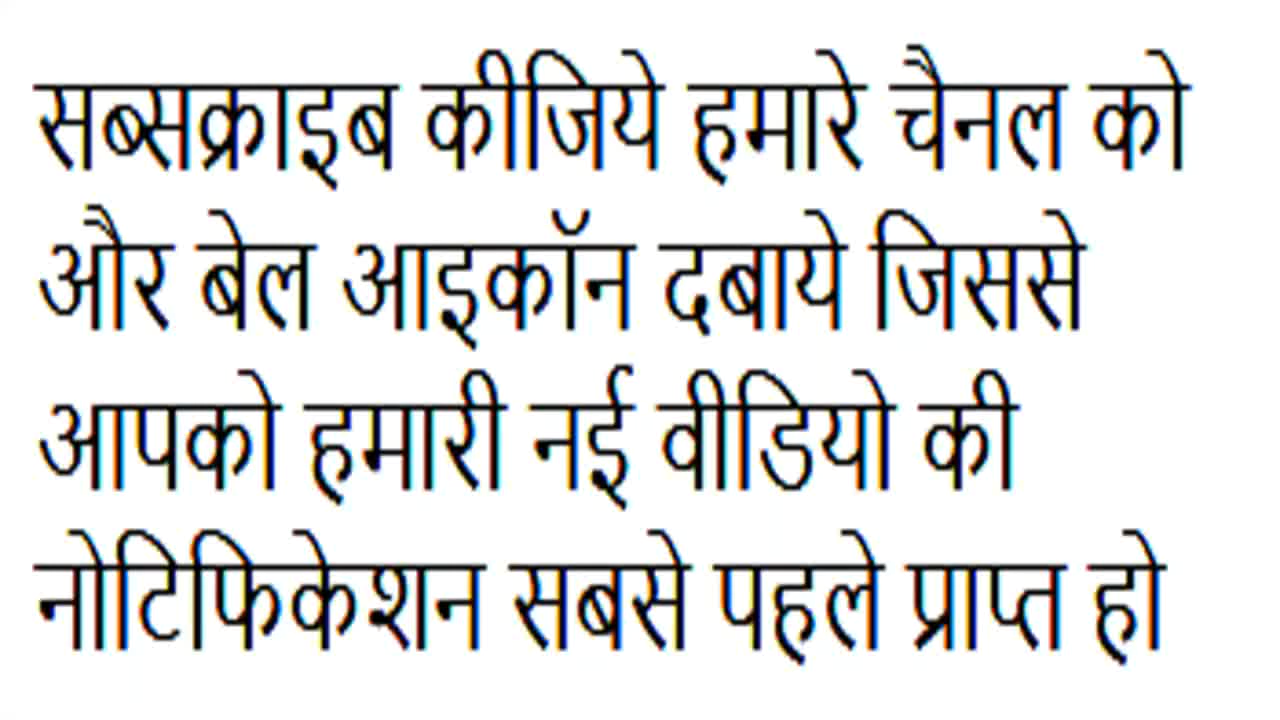 सब्सक्राइब कीजिये हमारे चैनल को
और बेल आइकॉन दबाये जिससे
आपको हमारी नई वीडियो की
नोटिफिकेशन सबसे पहले प्राप्त हो